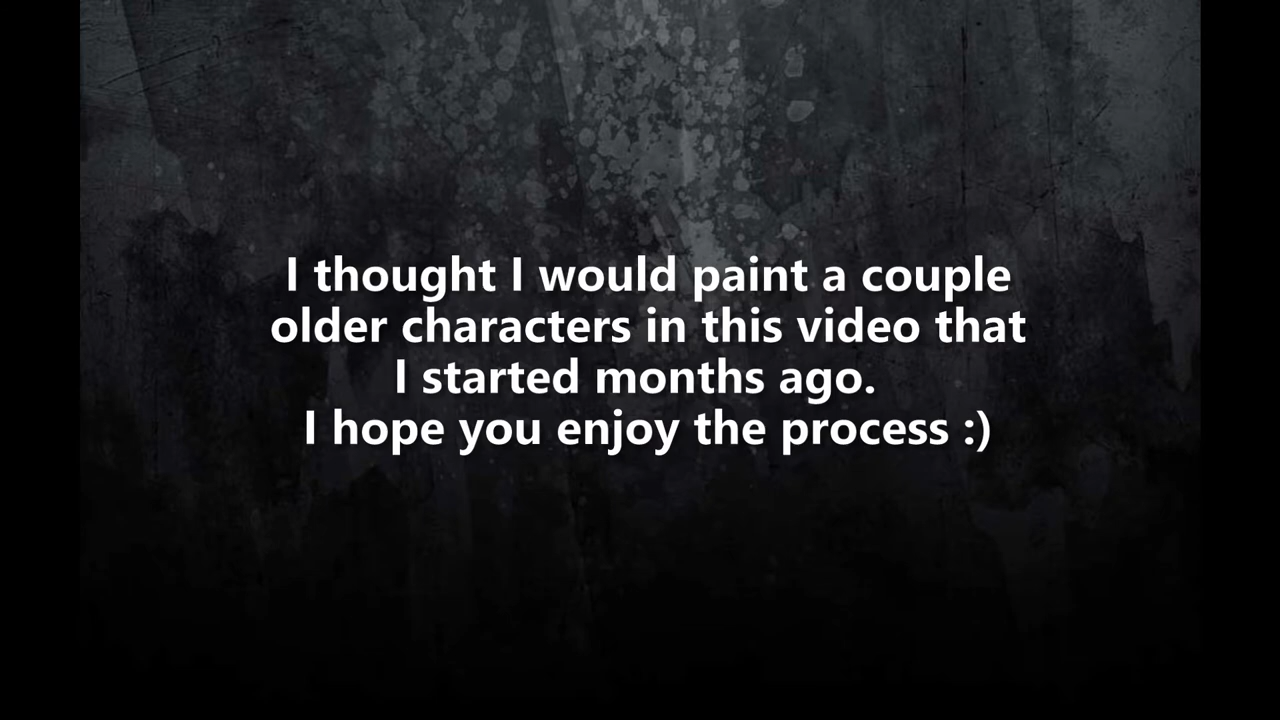 I thought I would paint a couple
older characters in this video that
I started months ago.
I hope you enjoy the process :)